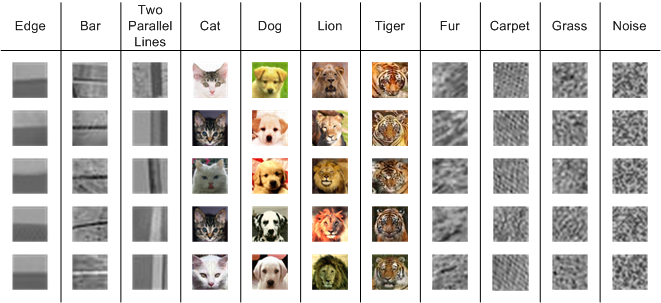 Edge Bar Two Parallel Lines Cat Dog Lion Tiger Fur Carpet Grass Noise